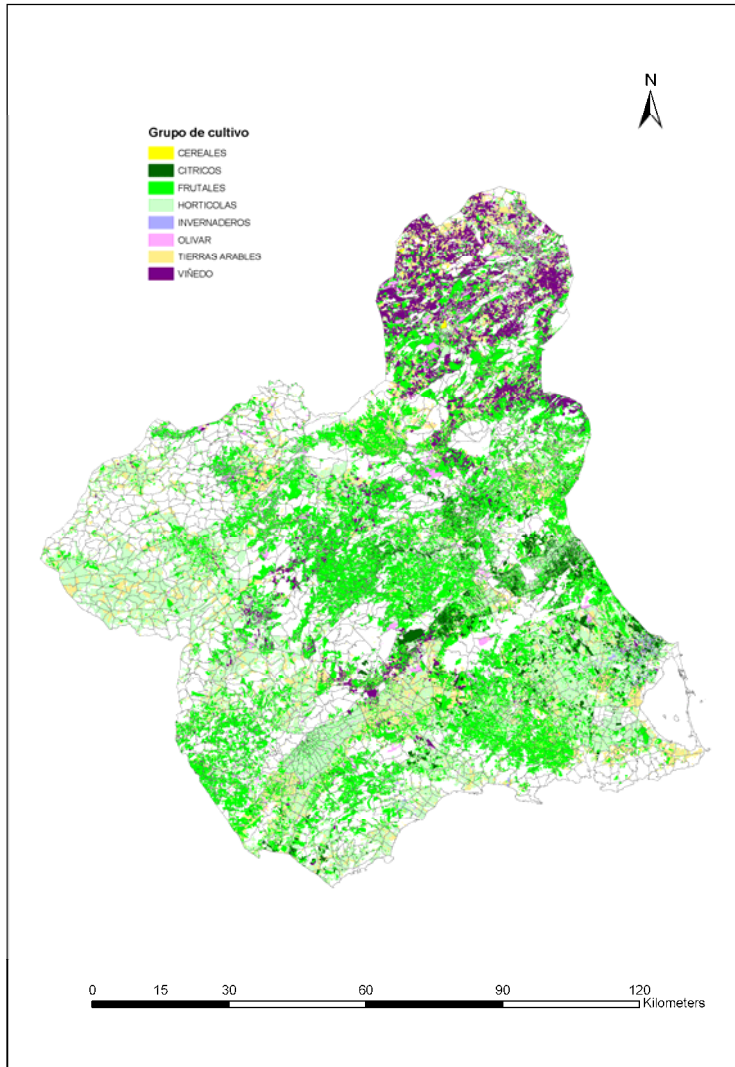 N
Grupo de cultivo
CEREALES
CITRICOS
FRUTALES
HORTICOLAS
INVERNADEROS
OLIVAR
TIERRAS ARABLES
VIÑEDO
0 15 30 60 90 120
Kilometers